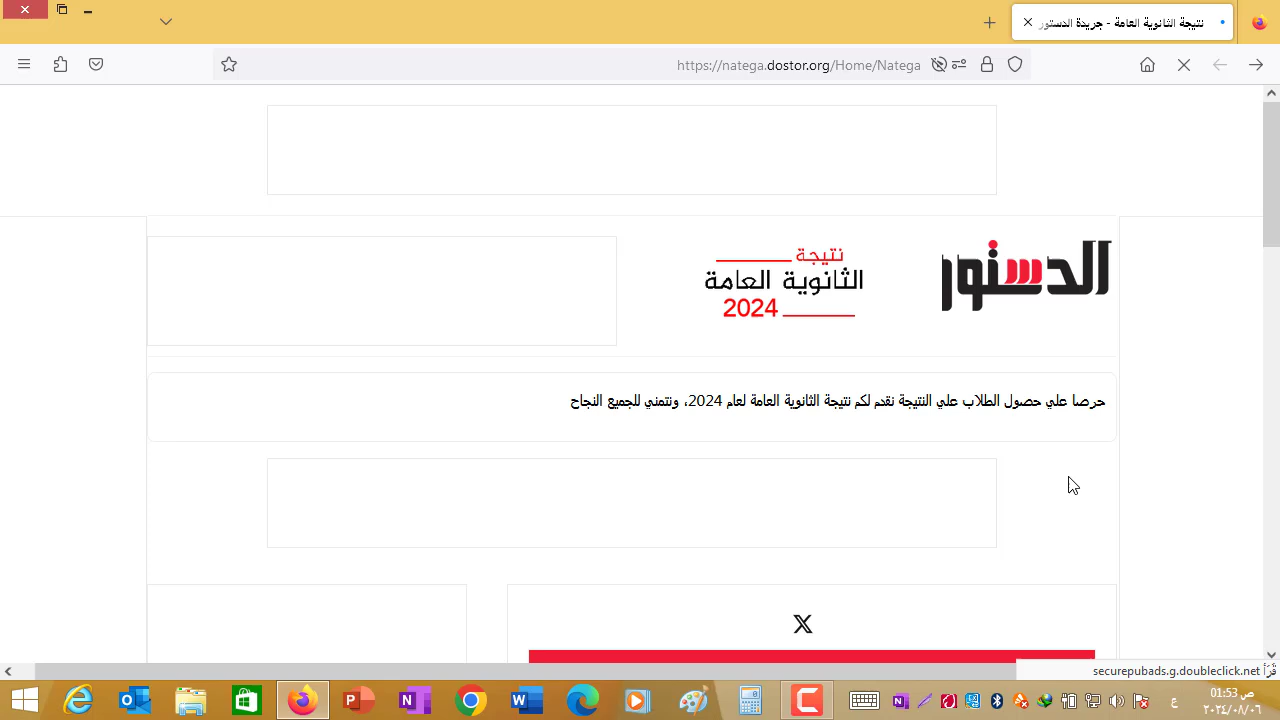 نتيجة الثانوية العامة - جريدة الدستور
https://natega.dostor.org/Home/Natega
الدستور
نتيجة
الثانوية العامة
2024
حرصا علي حصول الطلاب علي النتيجة نقدم لكم نتيجة الثانوية العامة لعام 2024، ونتمني للجميع النجاح
X
securepubads.g.doubleclick.net قرأ
01:53 ص
ع
٢٠٢٤/٠٨/٠٦